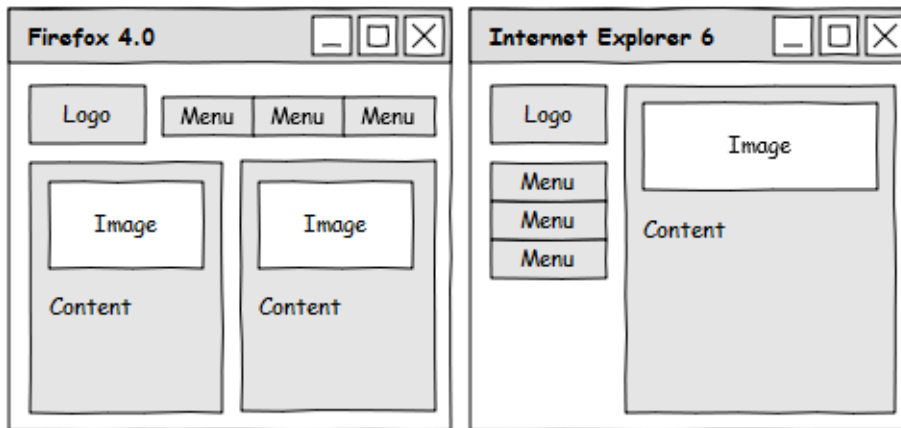 Firefox 4.0
Logo
Menu Menu Menu
Image
Content
Image
Content
Internet Explorer 6
Logo
Menu
Menu
Menu
Image
Content